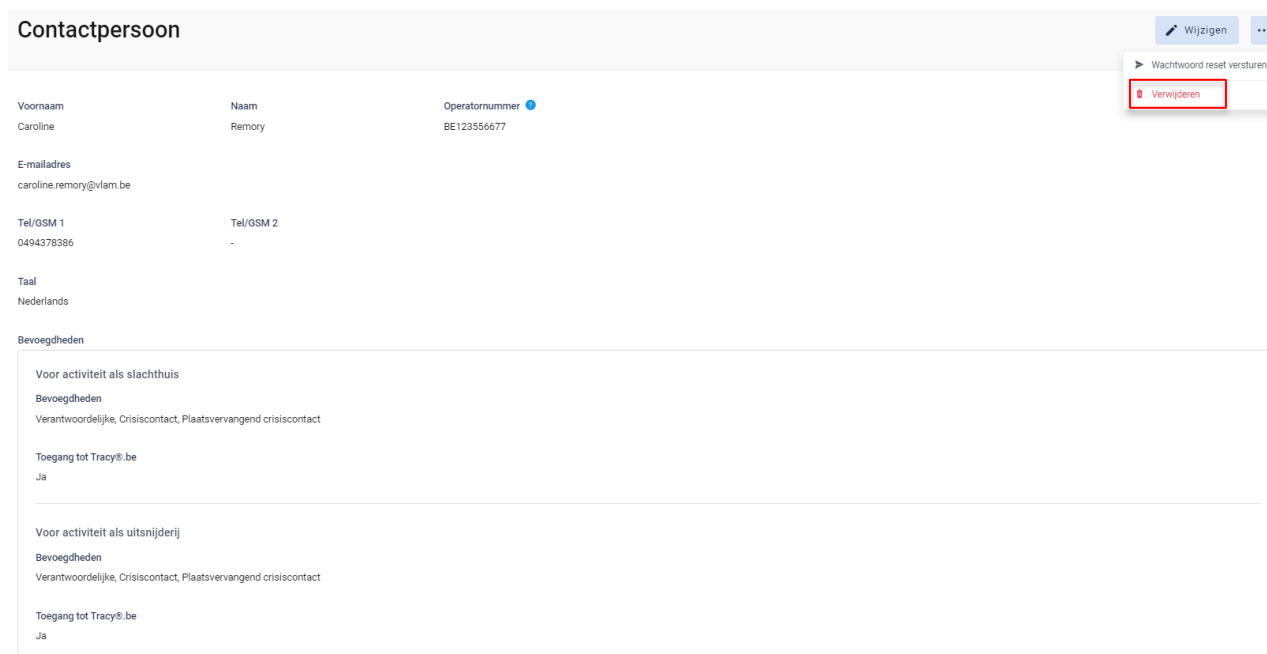 Contactpersoon
Wijzigen
Wachtwoord reset versturen
Verwijderen
Voornaam Naam Operatornummer ?
Caroline Remory BE123556677
E-mailadres
caroline.remory@vlam.be
Tel/GSM 1 Tel/GSM 2
0494378386 -
Taal
Nederlands
Bevoegdheden
Voor activiteit als slachthuis
Bevoegdheden
Verantwoordelijke, Crisiscontact, Plaatsvervangend crisiscontact
Toegang tot Tracy®.be
Ja
Voor activiteit als uitsnijderij
Bevoegdheden
Verantwoordelijke, Crisiscontact, Plaatsvervangend crisiscontact
Toegang tot Tracy®.be
Ja